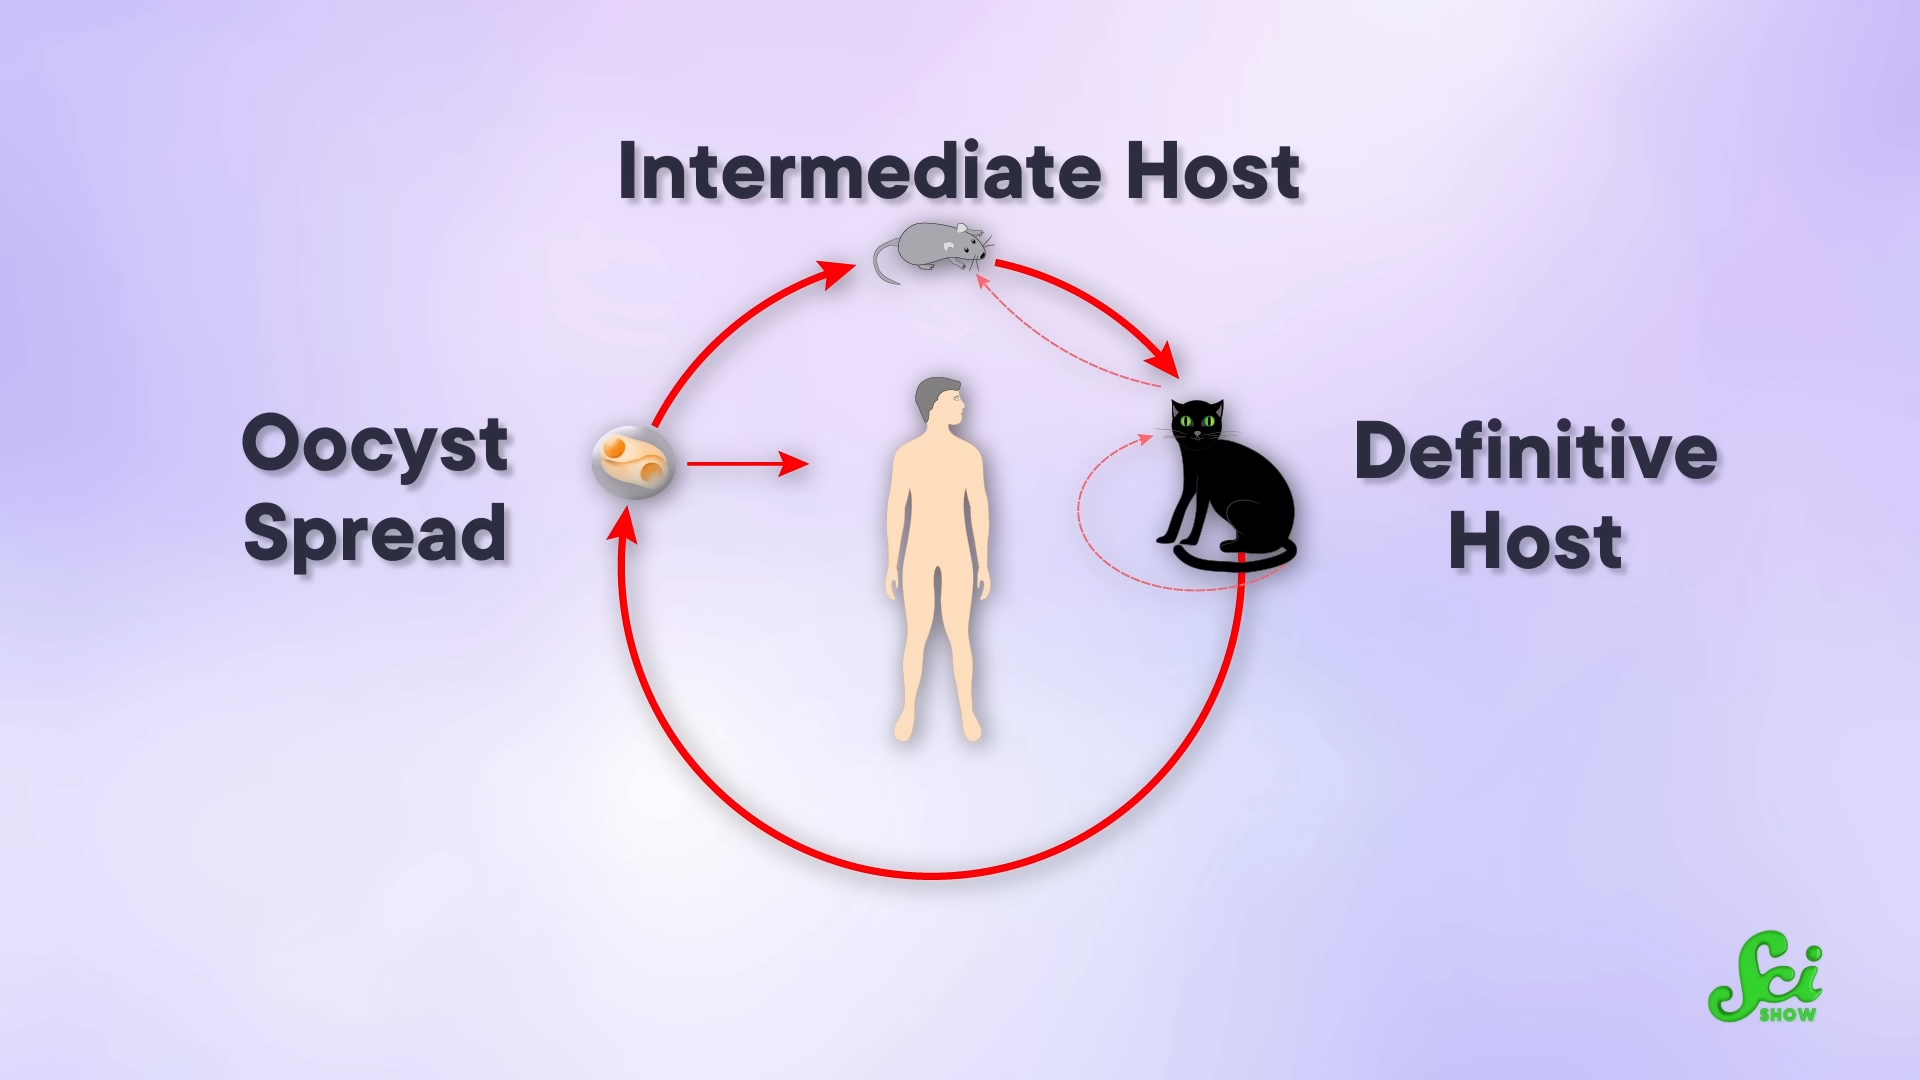 Intermediate Host
Oocyst
Spread
Definitive
Host
Sci
SHOW